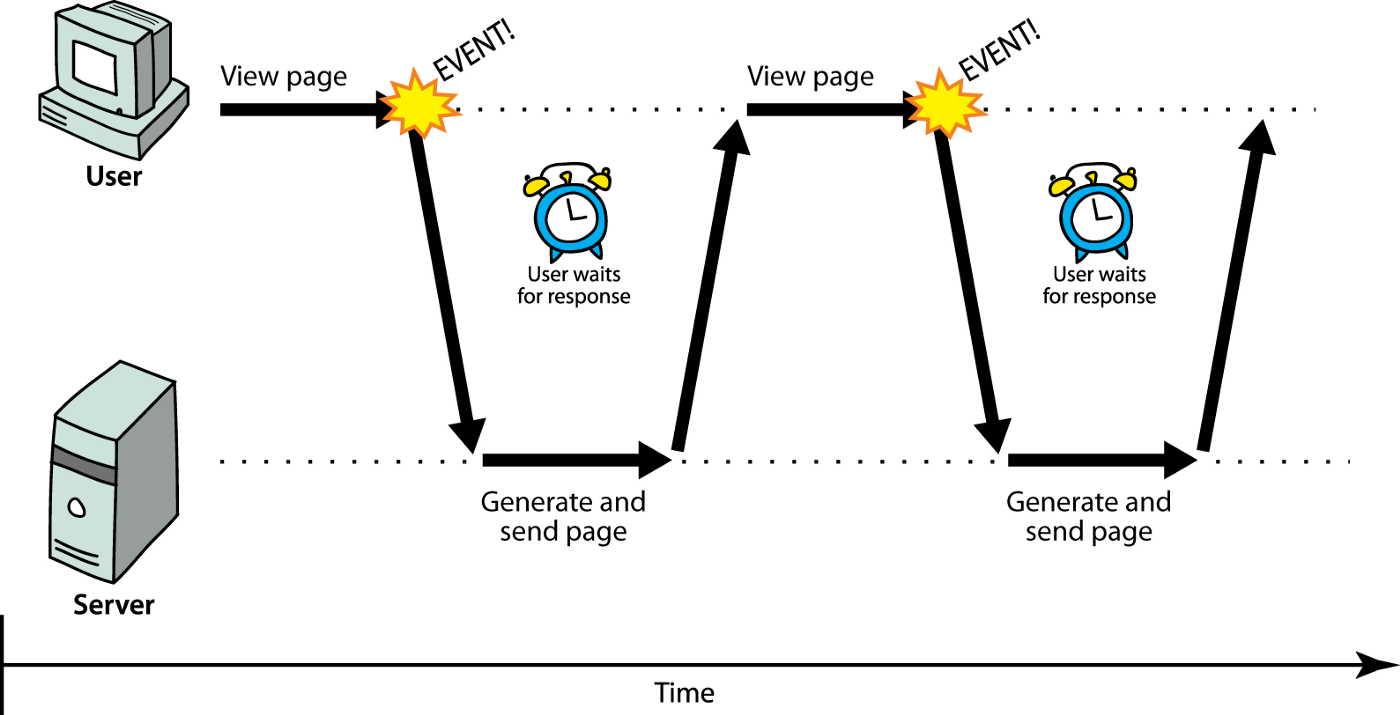 View page
EVENT!
View page
EVENT!
User
User waits
for response
User waits
for response
Generate and
send page
Generate and
send page
Server
Time